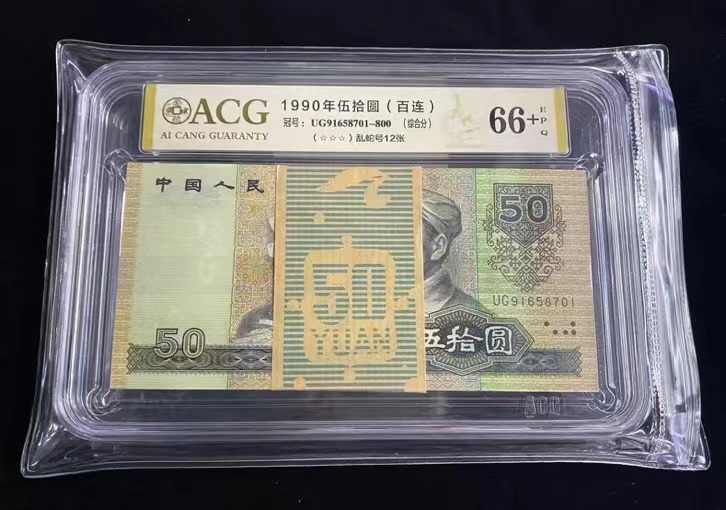 ACG
AI CANG GUARANTY
1990年伍拾圆（百连）
冠号：UG91658701-800（综合分）
（☆☆☆）乱蛇号12张
66+
EPQ
中国人民
50
50
YUAN
50
UG91658701
伍拾圆
ACG